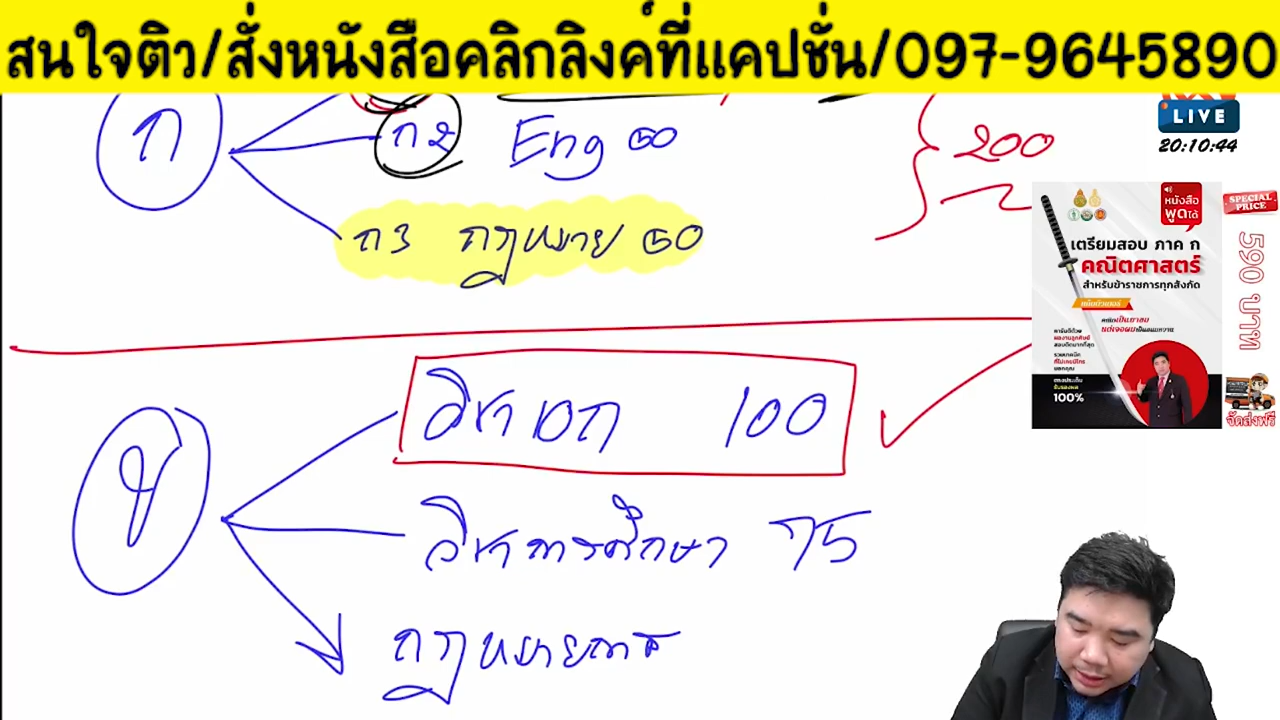 สนใจติว/สั่งหนังสือคลิกลิงค์ที่แคปชั่น/097-9645890
LIVE
20:10:44
ก
ก2 Eng ๕๐
200
ก3 กฎหมาย ๕๐
หนังสือ
พูดได้
SPECIAL
PRICE
590 บาท
เตรียมสอบ ภาค ก
คณิตศาสตร์
สำหรับข้าราชการทุกสังกัด
100%
จัดส่งฟรี
ข
วิชาเอก 100
วิชาการศึกษา 75
กฎหมายการ